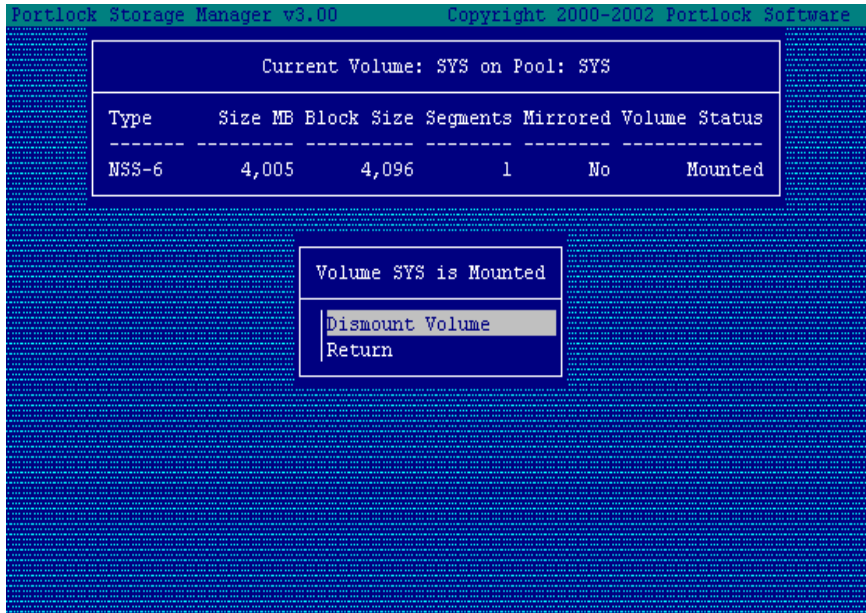 Portlock Storage Manager v3.00 Copyright 2000-2002 Portlock Software
Current Volume: SYS on Pool: SYS
Type Size MB Block Size Segments Mirrored Volume Status
------- --------- ---------- -------- -------- -------------
NSS-6 4,005 4,096 1 No Mounted
Volume SYS is Mounted
Dismount Volume
Return